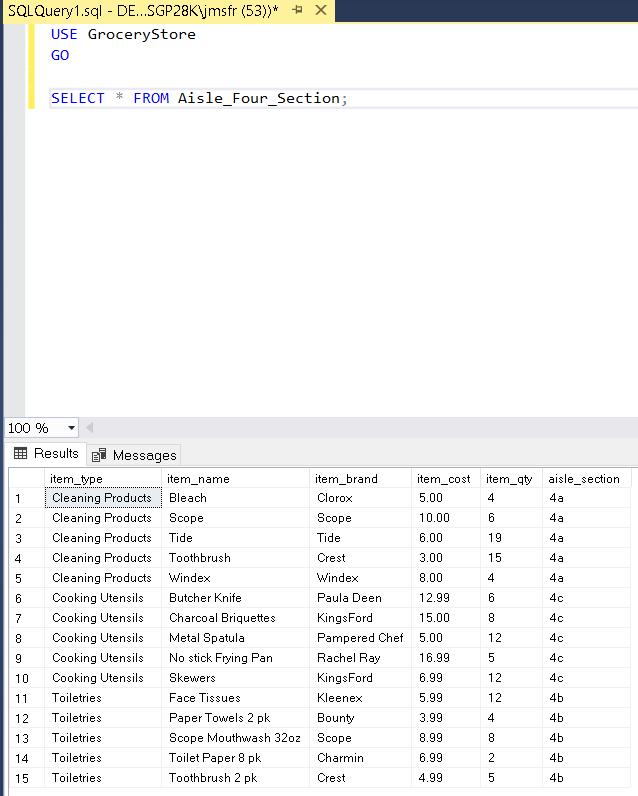 SQLQuery1.sql - DE...SGP28K\jmsfr (53))*
USE GroceryStore
GO
SELECT * FROM Aisle_Four_Section;
100 %
Results Messages
item_type item_name item_brand item_cost item_qty aisle_section
1 Cleaning Products Bleach Clorox 5.00 4 4a
2 Cleaning Products Scope Scope 10.00 6 4a
3 Cleaning Products Tide Tide 6.00 19 4a
4 Cleaning Products Toothbrush Crest 3.00 15 4a
5 Cleaning Products Windex Windex 8.00 4 4a
6 Cooking Utensils Butcher Knife Paula Deen 12.99 6 4c
7 Cooking Utensils Charcoal Briquettes KingsFord 15.00 8 4c
8 Cooking Utensils Metal Spatula Pampered Chef 5.00 12 4c
9 Cooking Utensils No stick Frying Pan Rachel Ray 16.99 5 4c
10 Cooking Utensils Skewers KingsFord 6.99 12 4c
11 Toiletries Face Tissues Kleenex 5.99 12 4b
12 Toiletries Paper Towels 2 pk Bounty 3.99 4 4b
13 Toiletries Scope Mouthwash 32oz Scope 8.99 8 4b
14 Toiletries Toilet Paper 8 pk Charmin 6.99 2 4b
15 Toiletries Toothbrush 2 pk Crest 4.99 5 4b